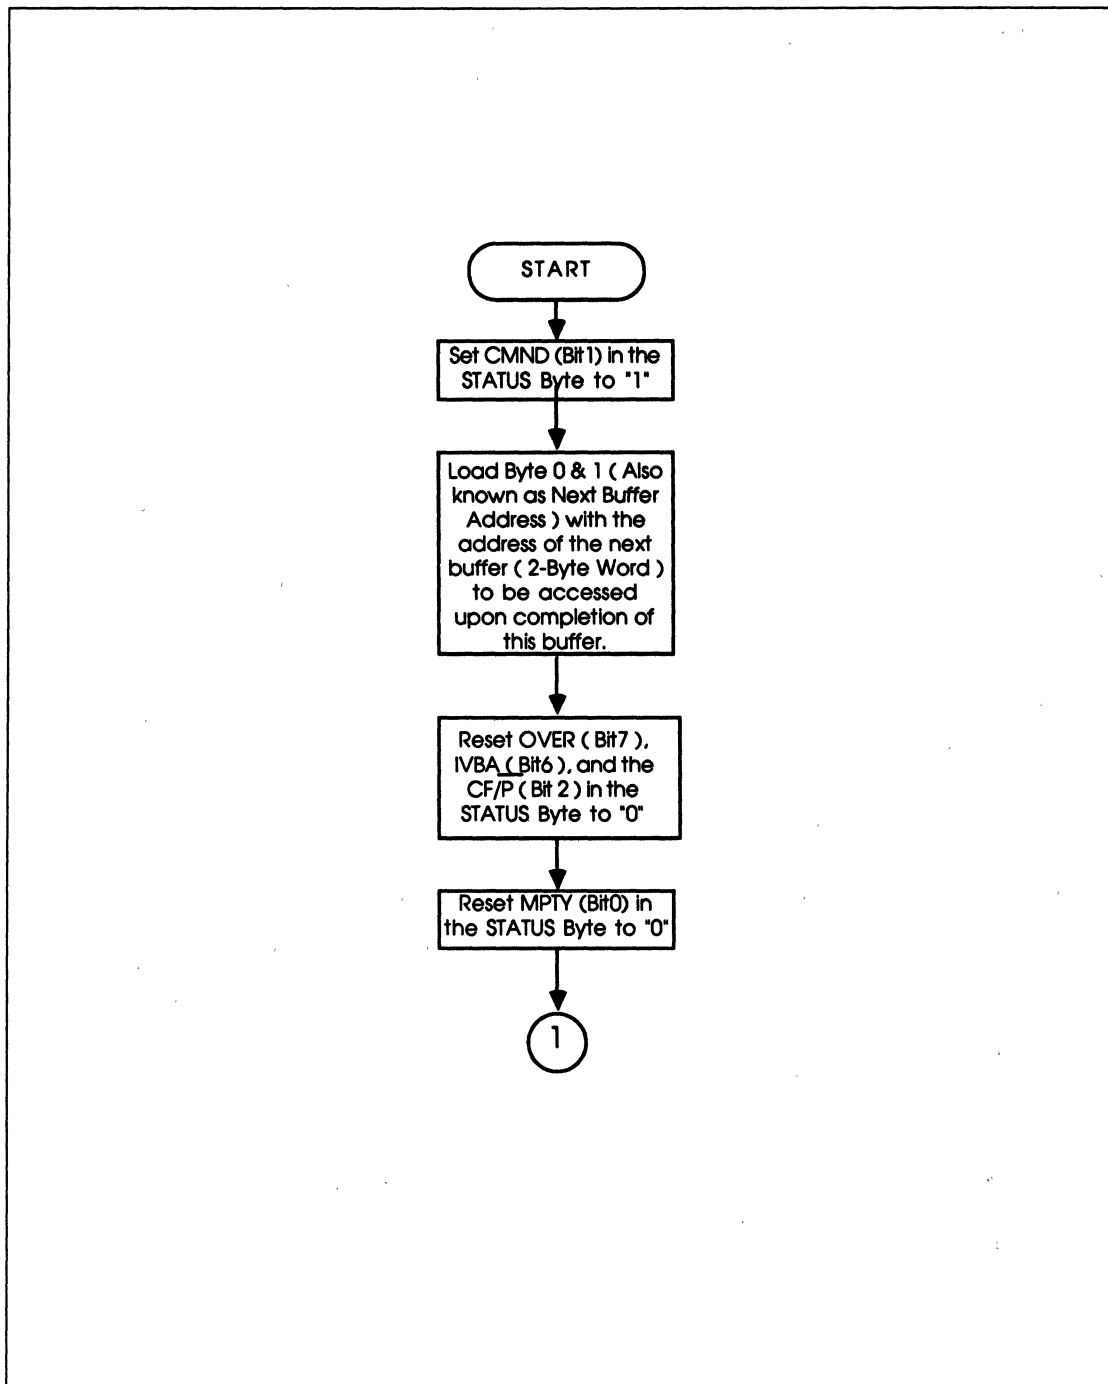 START
Set CMND (Bit1) in the
STATUS Byte to "1"
Load Byte 0 & 1 ( Also
known as Next Buffer
Address ) with the
address of the next
buffer ( 2-Byte Word )
to be accessed
upon completion of
this buffer.
Reset OVER ( Bit7 ),
IVBA ( Bit6 ), and the
CF/P̅ ( Bit 2 ) in the
STATUS Byte to "0"
Reset MPTY (Bit0) in
the STATUS Byte to "0"
1